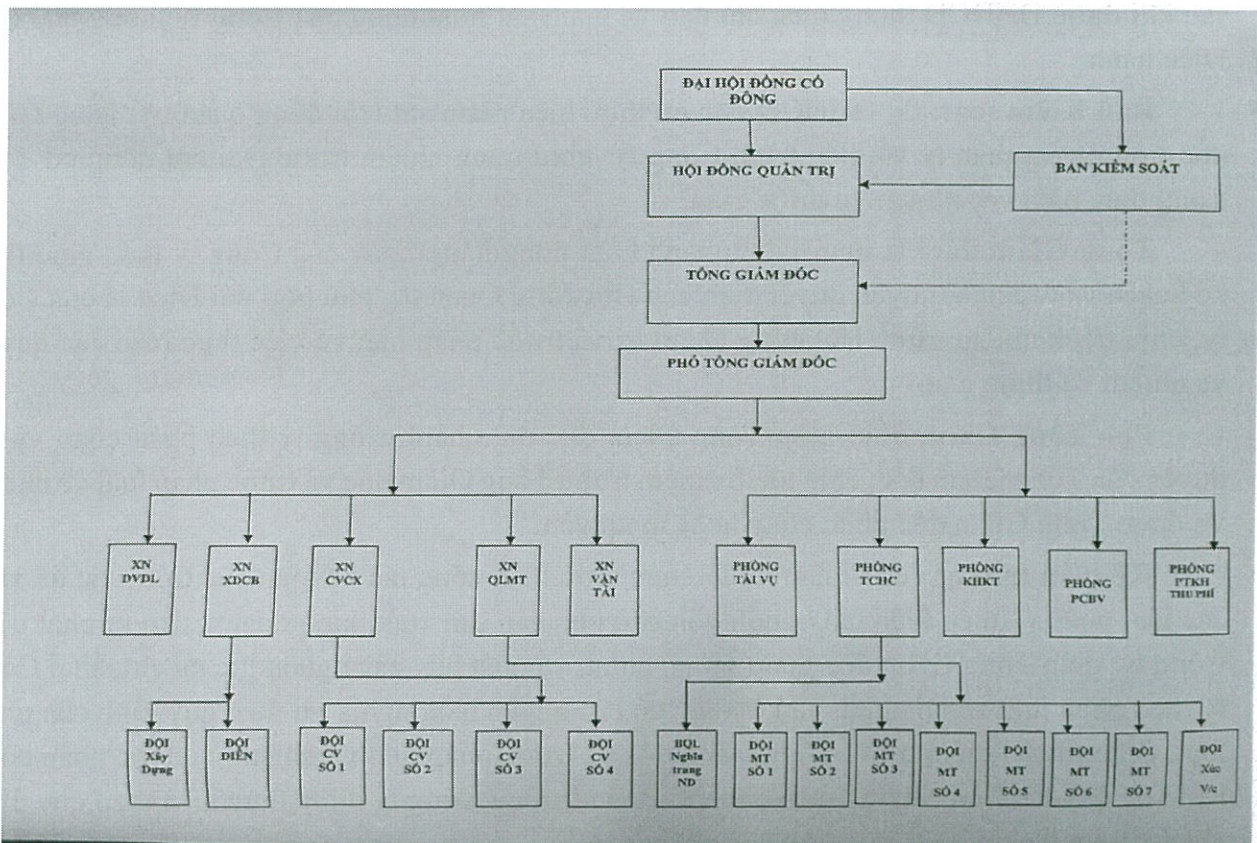 ĐẠI HỘI ĐỒNG CỔ
ĐÔNG
HỘI ĐỒNG QUẢN TRỊ
BAN KIỂM SOÁT
TỔNG GIÁM ĐỐC
PHÓ TỔNG GIÁM ĐỐC
XN
DVDL
XN
XDCB
XN
CVCX
XN
QLMT
XN
VẬN
TẢI
PHÒNG
TÀI VỤ
PHÒNG
TCHC
PHÒNG
KHKT
PHÒNG
PCBV
PHÒNG
PTKH
THU PHÍ
ĐỘI
Xây
Dựng
ĐỘI
ĐIỆN
ĐỘI
CV
SỐ 1
ĐỘI
CV
SỐ 2
ĐỘI
CV
SỐ 3
ĐỘI
CV
SỐ 4
BQL
Nghĩa
trang
ND
ĐỘI
MT
SỐ 1
ĐỘI
MT
SỐ 2
ĐỘI
MT
SỐ 3
ĐỘI
MT
SỐ 4
ĐỘI
MT
SỐ 5
ĐỘI
MT
SỐ 6
ĐỘI
MT
SỐ 7
ĐỘI
Xúc
V/c